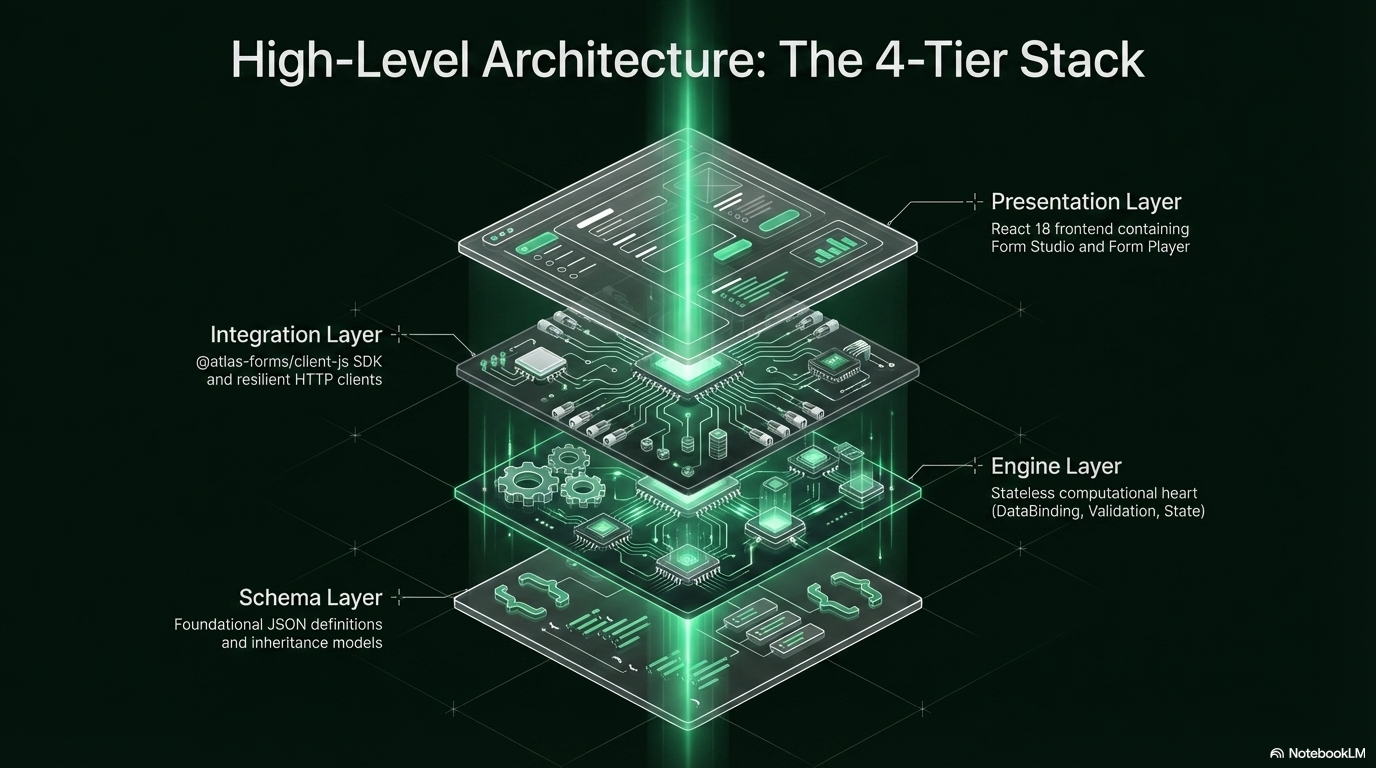 High-Level Architecture: The 4-Tier Stack
Presentation Layer
React 18 frontend containing
Form Studio and Form Player
Integration Layer
@atlas-forms/client-js SDK
and resilient HTTP clients
Engine Layer
Stateless computational heart
(DataBinding, Validation, State)
Schema Layer
Foundational JSON definitions
and inheritance models
NotebookLM